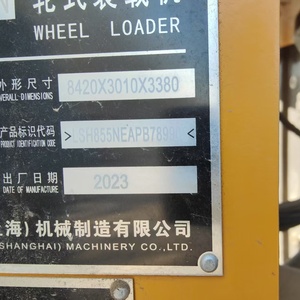 轮式装载机
WHEEL LOADER
外形尺寸 8420X3010X3380
OVERALL DIMENSIONS
产品标识代码
PRODUCT IDENTIFICATION CODE
出厂日期 2023
DATE OF MANUFACTURE
海）机械制造有限公司
(SHANGHAI) MACHINERY CO.,LTD.